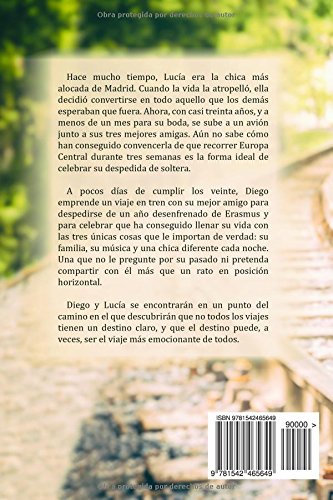 Obra protegida por derechos de autor
Hace mucho tiempo, Lucía era la chica más
alocada de Madrid. Cuando la vida la atropelló, ella
decidió convertirse en todo aquello que los demás
esperaban que fuera. Ahora, con casi treinta años, y a
menos de un mes para su boda, se sube a un avión
junto a sus tres mejores amigas. Aún no sabe cómo
han conseguido convencerla de que recorrer Europa
Central durante tres semanas es la forma ideal de
celebrar su despedida de soltera.
A pocos días de cumplir los veinte, Diego
emprende un viaje en tren con su mejor amigo para
despedirse de un año desenfrenado de Erasmus y
para celebrar que ha conseguido llenar su vida con
las tres únicas cosas que le importan de verdad: su
familia, su música y una chica diferente cada noche.
Una que no le pregunte por su pasado ni pretenda
compartir con él más que un rato en posición
horizontal.
Diego y Lucía se encontrarán en un punto del
camino en el que descubrirán que no todos los viajes
tienen un destino claro, y que el destino puede, a
veces, ser el viaje más emocionante de todos.
ISBN 9781542465649
90000 >
9 781542 465649
Obra protegida por derechos de autor